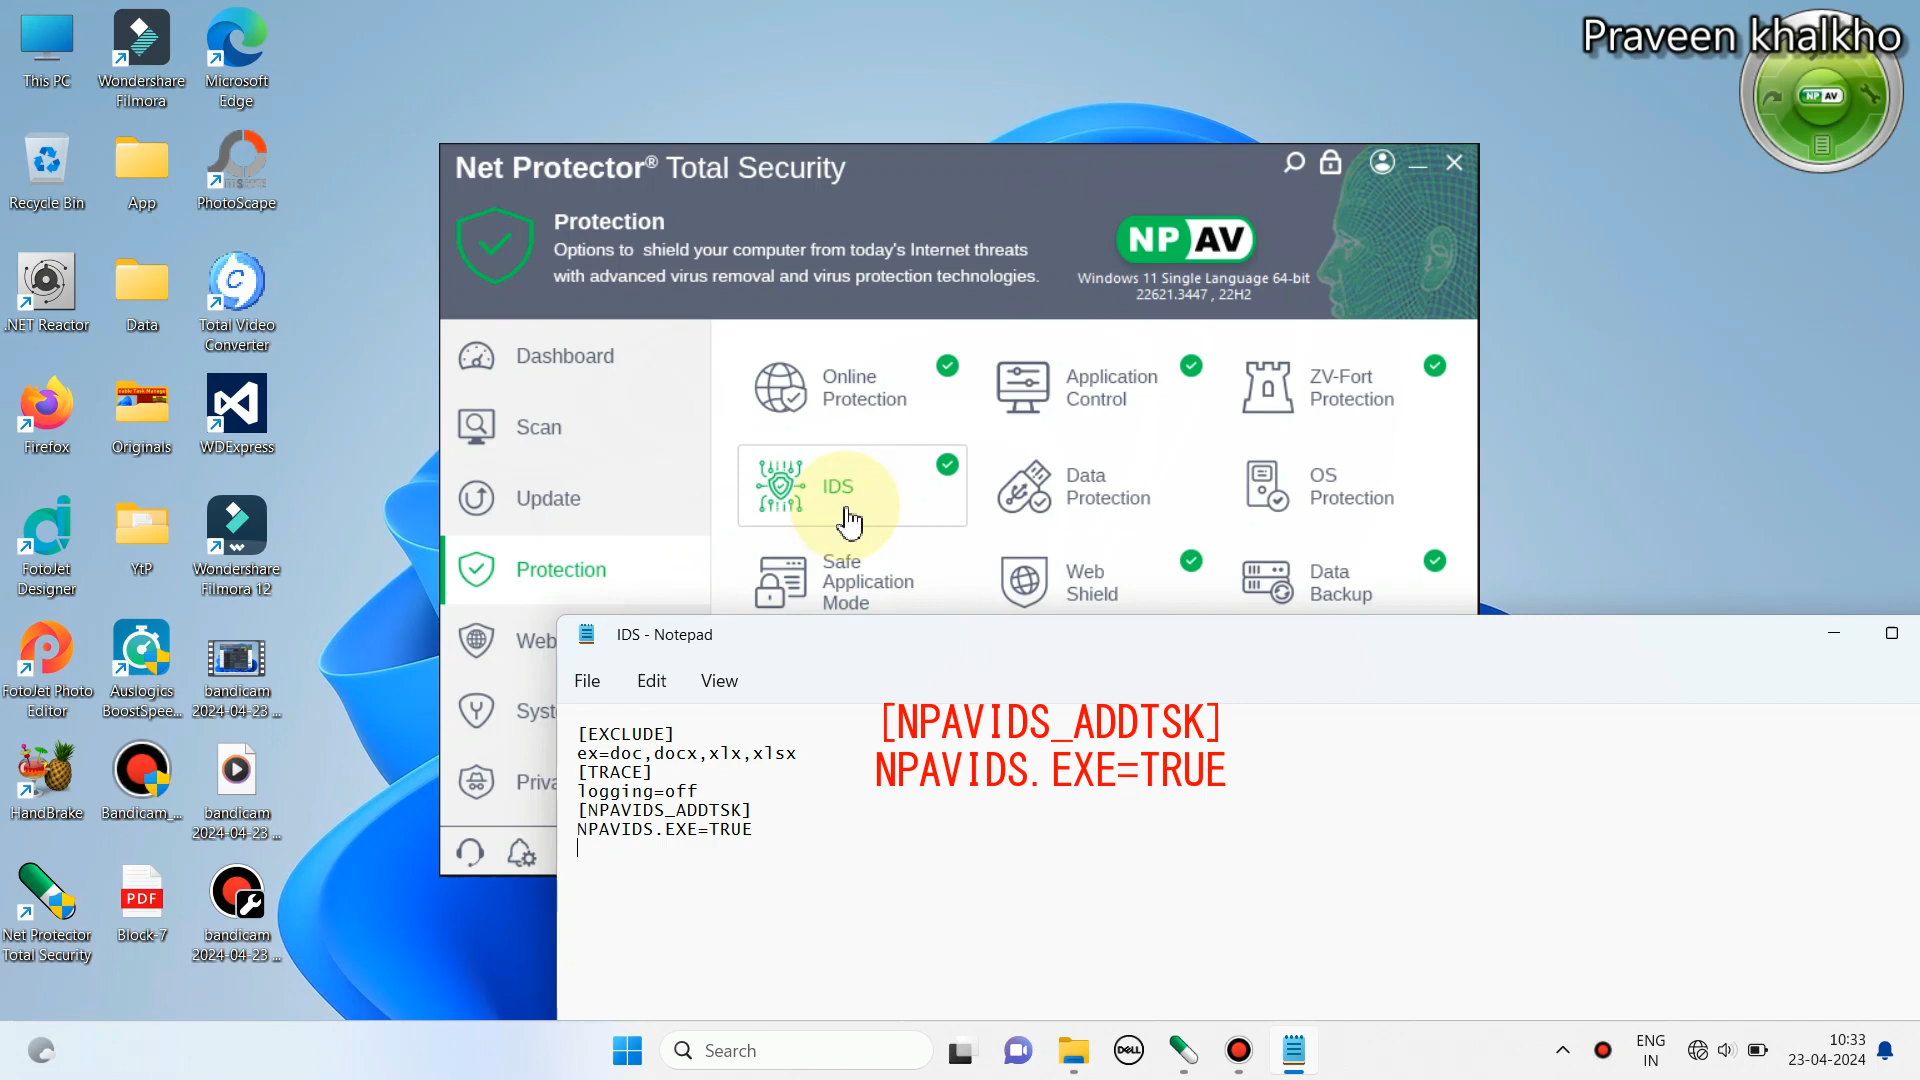 This PC
Wondershare
Filmora
Microsoft
Edge
Praveen khalkho
NP AV
Recycle Bin
App
PhotoScape
.NET Reactor
Data
Total Video
Converter
Firefox
Originals
WDExpress
FotoJet
Designer
YtP
Wondershare
Filmora 12
FotoJet Photo
Editor
Auslogics
BoostSpee...
bandicam
2024-04-23 ...
HandBrake
Bandicam_...
bandicam
2024-04-23 ...
Net Protector
Total Security
PDF
Block-7
bandicam
2024-04-23 ...
Net Protector® Total Security
Protection
Options to shield your computer from today's Internet threats
with advanced virus removal and virus protection technologies.
NP AV
Windows 11 Single Language 64-bit
22621.3447 , 22H2
Dashboard
Scan
Update
Protection
Web
Syst
Priva
Online
Protection
Application
Control
ZV-Fort
Protection
IDS
Data
Protection
OS
Protection
Safe
Application
Mode
Web
Shield
Data
Backup
IDS - Notepad
File
Edit
View
[EXCLUDE]
ex=doc,docx,xlx,xlsx
[TRACE]
logging=off
[NPAVIDS_ADDTSK]
NPAVIDS.EXE=TRUE
[NPAVIDS_ADDTSK]
NPAVIDS.EXE=TRUE
Search
DELL
ENG
IN
10:33
23-04-2024